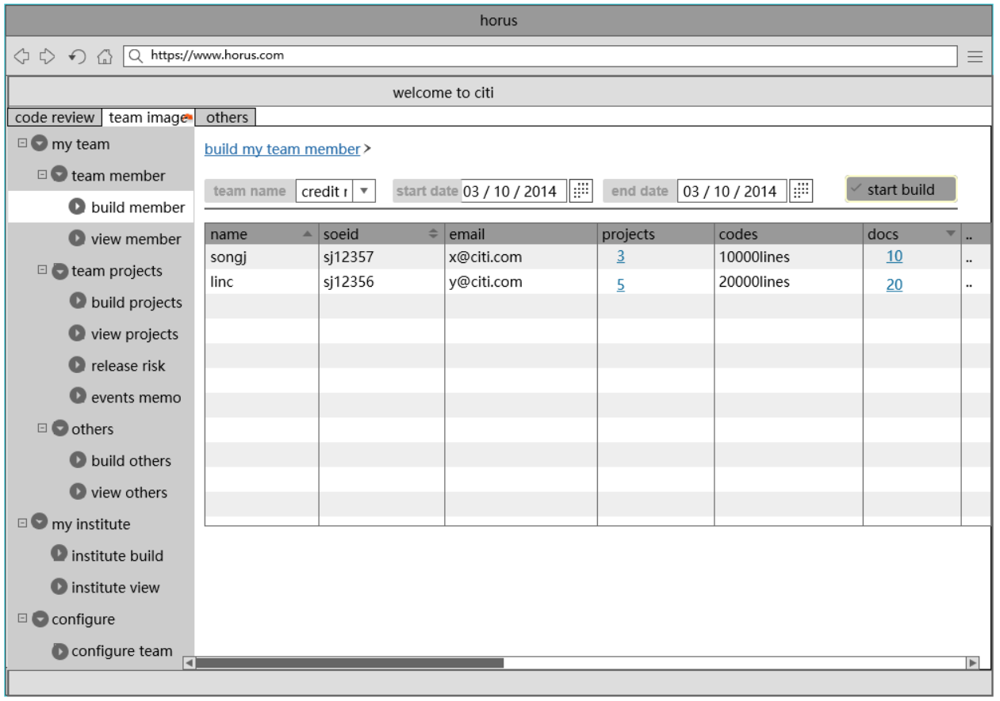 horus
https://www.horus.com
welcome to citi
code review team image others
my team
team member
build member
view member
team projects
build projects
view projects
release risk
events memo
others
build others
view others
my institute
institute build
institute view
configure
configure team
build my team member >
team name credit r start date 03 / 10 / 2014 end date 03 / 10 / 2014 start build
name soeid email projects codes docs ..
songj sj12357 x@citi.com 3 10000lines 10 ..
linc sj12356 y@citi.com 5 20000lines 20 ..